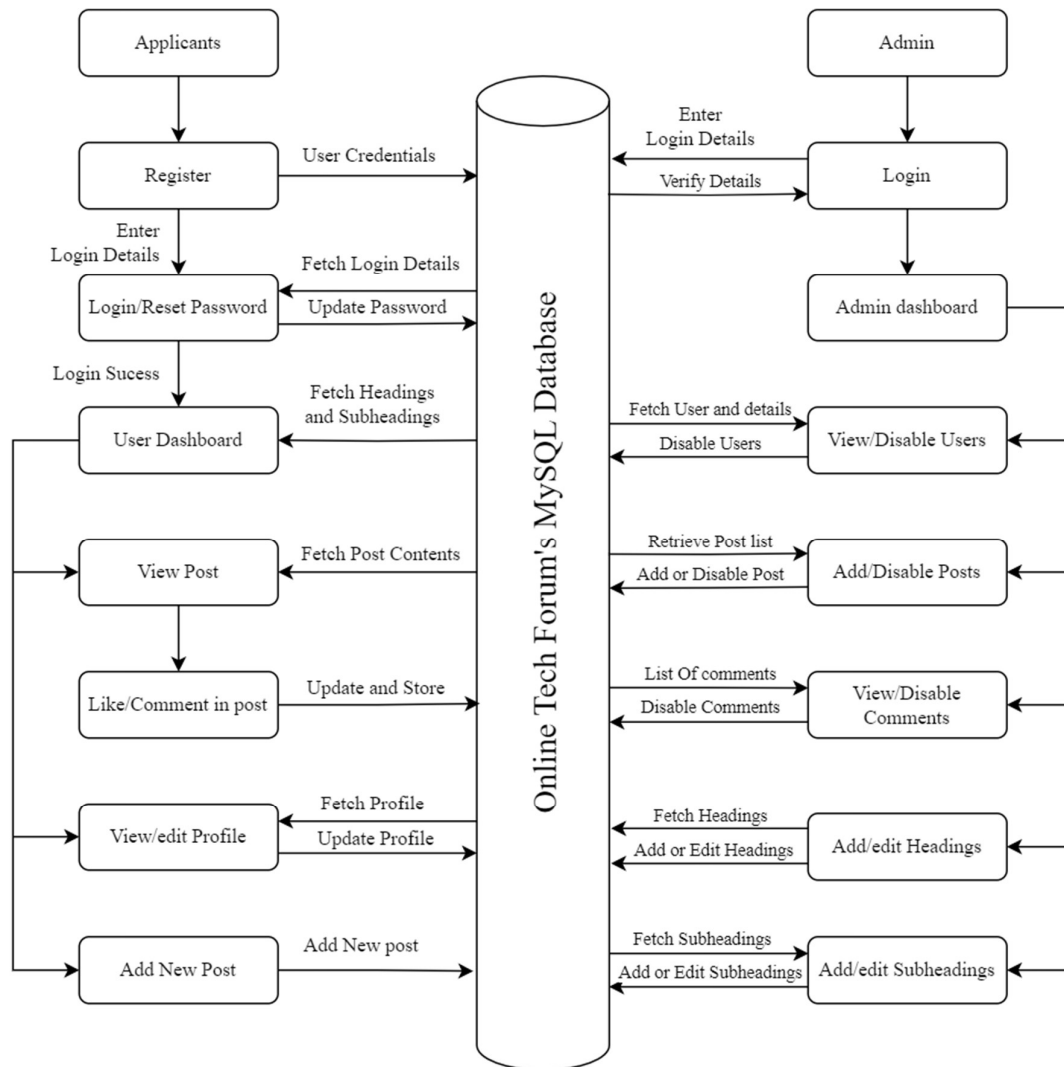 Applicants
Admin
Enter
Login Details
User Credentials
Register
Verify Details
Login
Enter
Login Details
Fetch Login Details
Login/Reset Password
Update Password
Admin dashboard
Login Sucess
Fetch Headings
and Subheadings
User Dashboard
Online Tech Forum's MySQL Database
Fetch User and details
Disable Users
View/Disable Users
Fetch Post Contents
View Post
Retrieve Post list
Add or Disable Post
Add/Disable Posts
Like/Comment in post
Update and Store
List Of comments
Disable Comments
View/Disable
Comments
Fetch Profile
View/edit Profile
Update Profile
Fetch Headings
Add or Edit Headings
Add/edit Headings
Add New post
Add New Post
Fetch Subheadings
Add or Edit Subheadings
Add/edit Subheadings